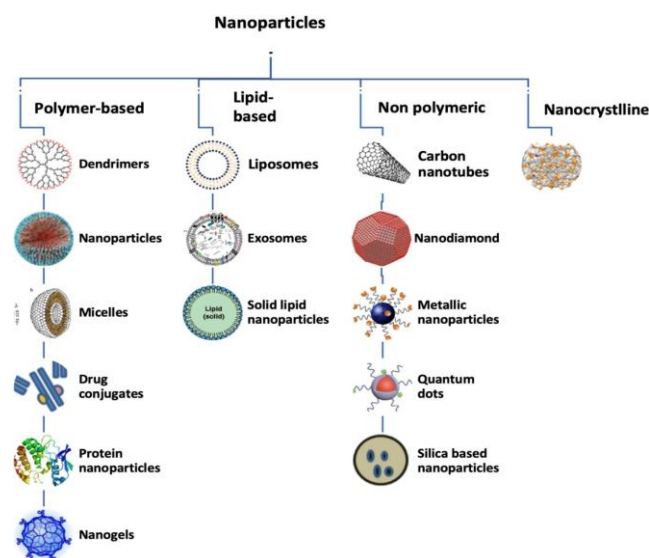 Nanoparticles
Polymer-based
Lipid-
based
Non polymeric
Nanocrystlline
Dendrimers
Liposomes
Carbon
nanotubes
Nanoparticles
Exosomes
Nanodiamond
Micelles
Lipid
(solid)
Solid lipid
nanoparticles
Metallic
nanoparticles
Drug
conjugates
Quantum
dots
Protein
nanoparticles
Silica based
nanoparticles
Nanogels